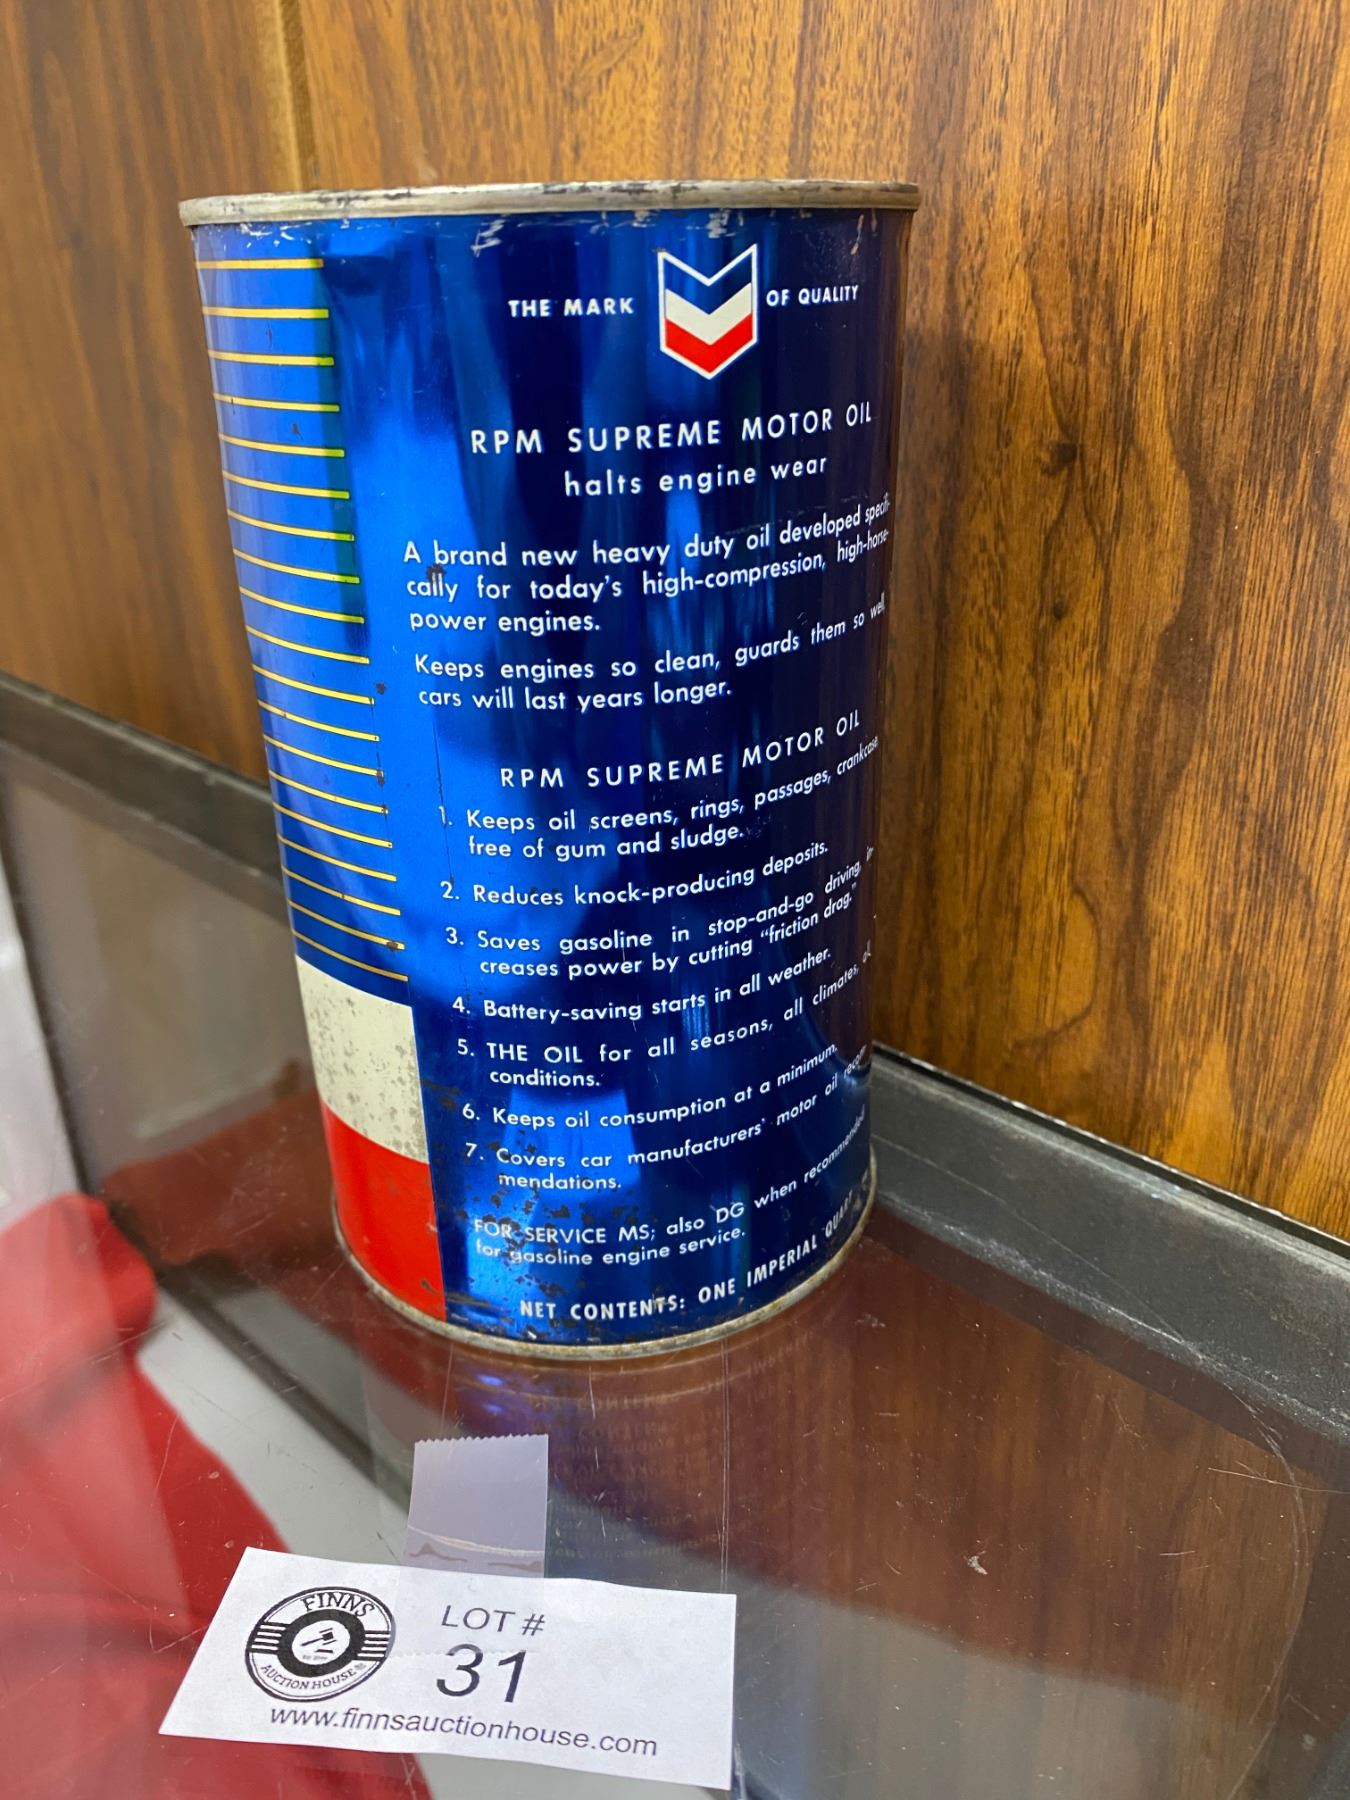 THE MARK OF QUALITY
RPM SUPREME MOTOR OIL
halts engine wear
A brand new heavy duty oil developed specifi-
cally for today's high-compression, high-horse-
power engines.
Keeps engines so clean, guards them so well,
cars will last years longer.
RPM SUPREME MOTOR OIL
1. Keeps oil screens, rings, passages, crankcase
free of gum and sludge.
2. Reduces knock-producing deposits.
3. Saves gasoline in stop-and-go driving, in-
creases power by cutting "friction drag."
4. Battery-saving starts in all weather.
5. THE OIL for all seasons, all climates, all
conditions.
6. Keeps oil consumption at a minimum.
7. Covers car manufacturers' motor oil recom-
mendations.
FOR SERVICE MS; also DG when recommended
for gasoline engine service.
NET CONTENTS: ONE IMPERIAL QUART
FINNS
AUCTION HOUSE
LOT #
31
www.finnsauctionhouse.com